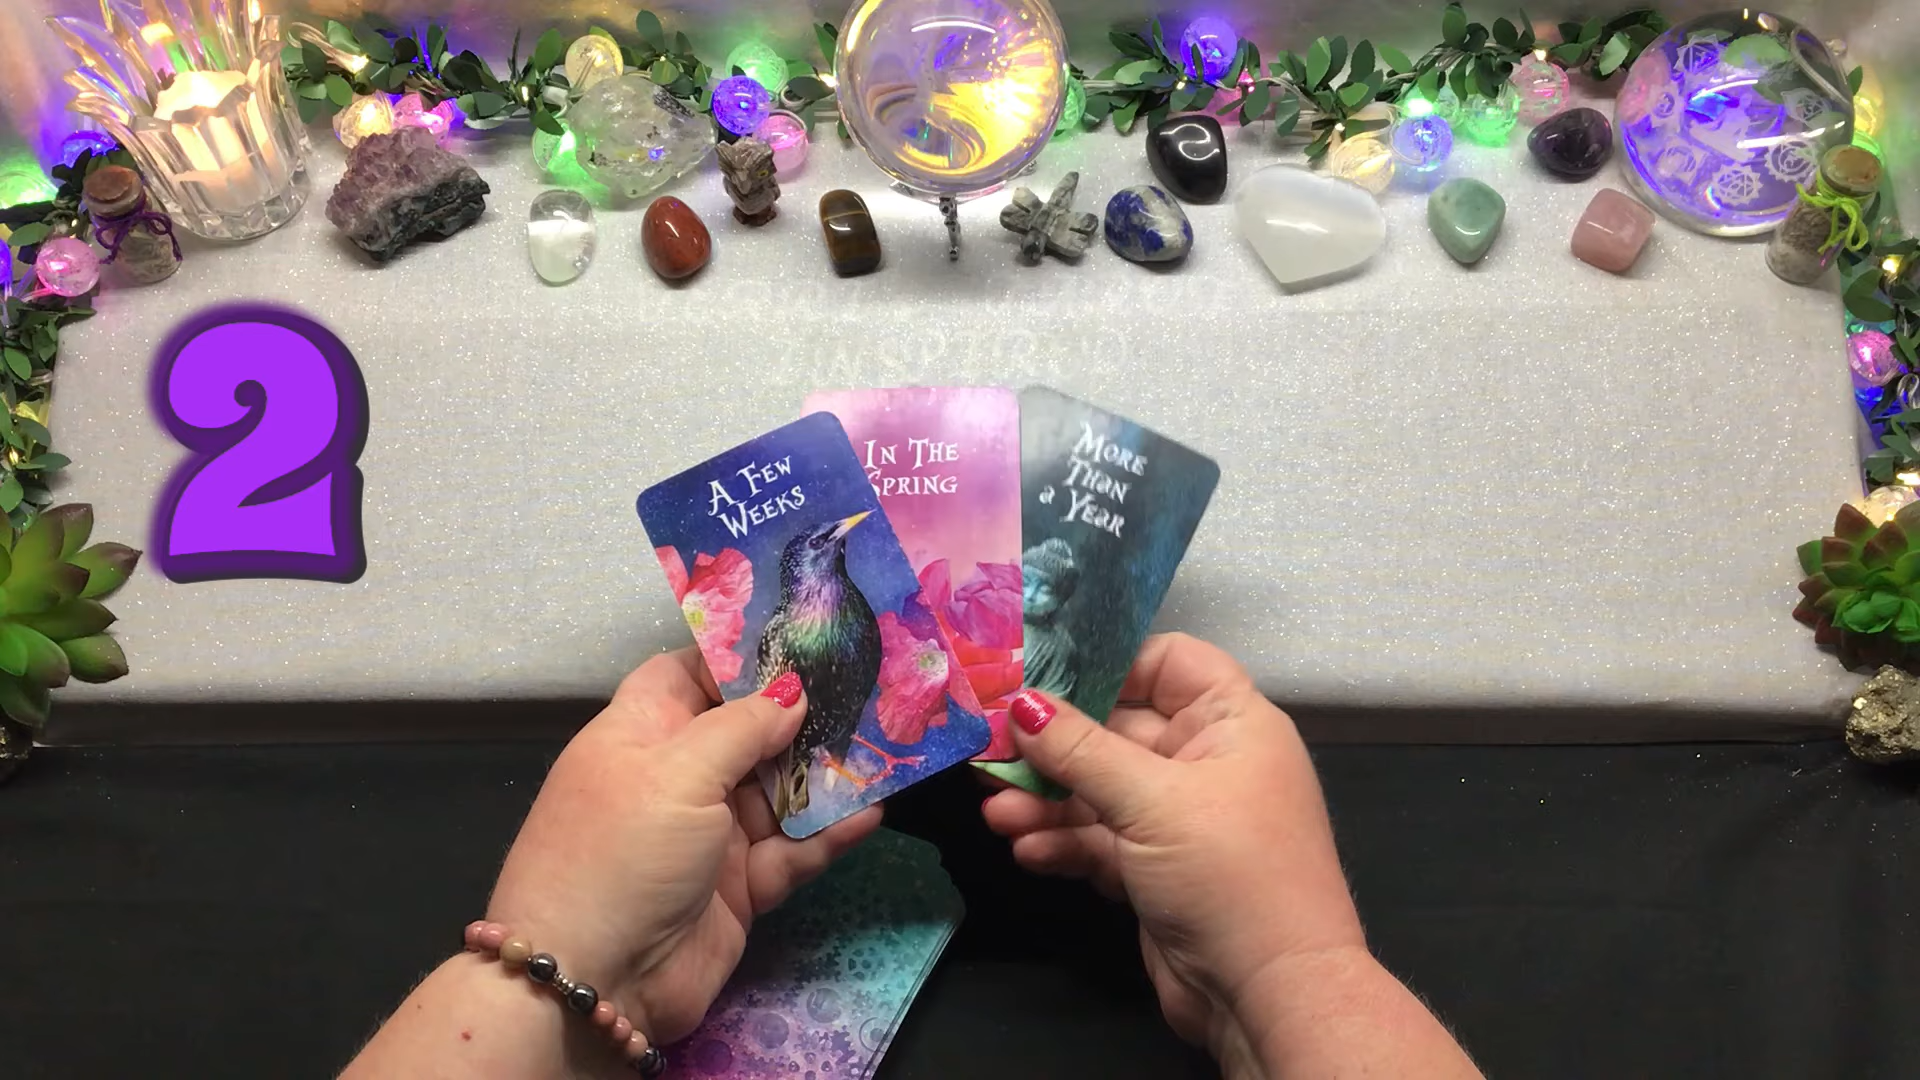 2
A Few
Weeks
In The
Spring
More
Than
a Year